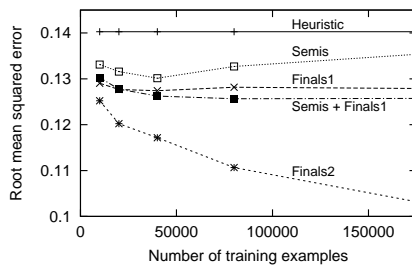 0.14
0.13
0.12
0.11
0.1
Root mean squared error
Heuristic
Semis
Finals1
Semis + Finals1
Finals2
0
50000
100000
150000
Number of training examples